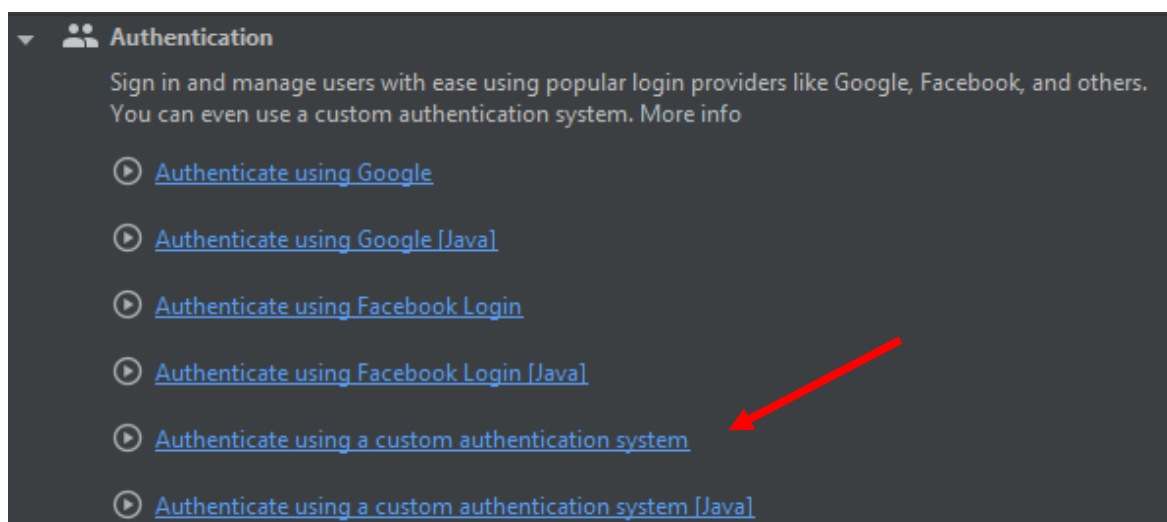 Authentication
Sign in and manage users with ease using popular login providers like Google, Facebook, and others.
You can even use a custom authentication system. More info
Authenticate using Google
Authenticate using Google [Java]
Authenticate using Facebook Login
Authenticate using Facebook Login [Java]
Authenticate using a custom authentication system
Authenticate using a custom authentication system [Java]